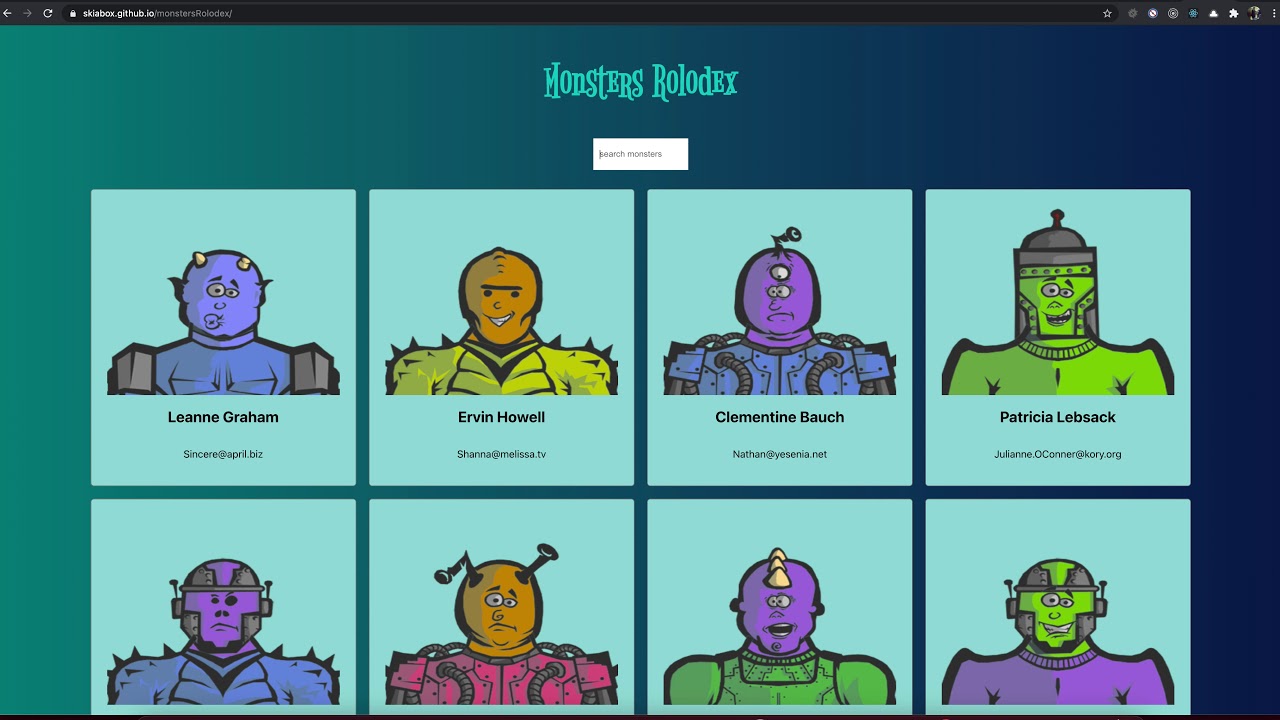 skiabox.github.io/monstersRolodex/
Monsters Rolodex
search monsters
Leanne Graham
Sincere@april.biz
Ervin Howell
Shanna@melissa.tv
Clementine Bauch
Nathan@yesenia.net
Patricia Lebsack
Julianne.OConner@kory.org